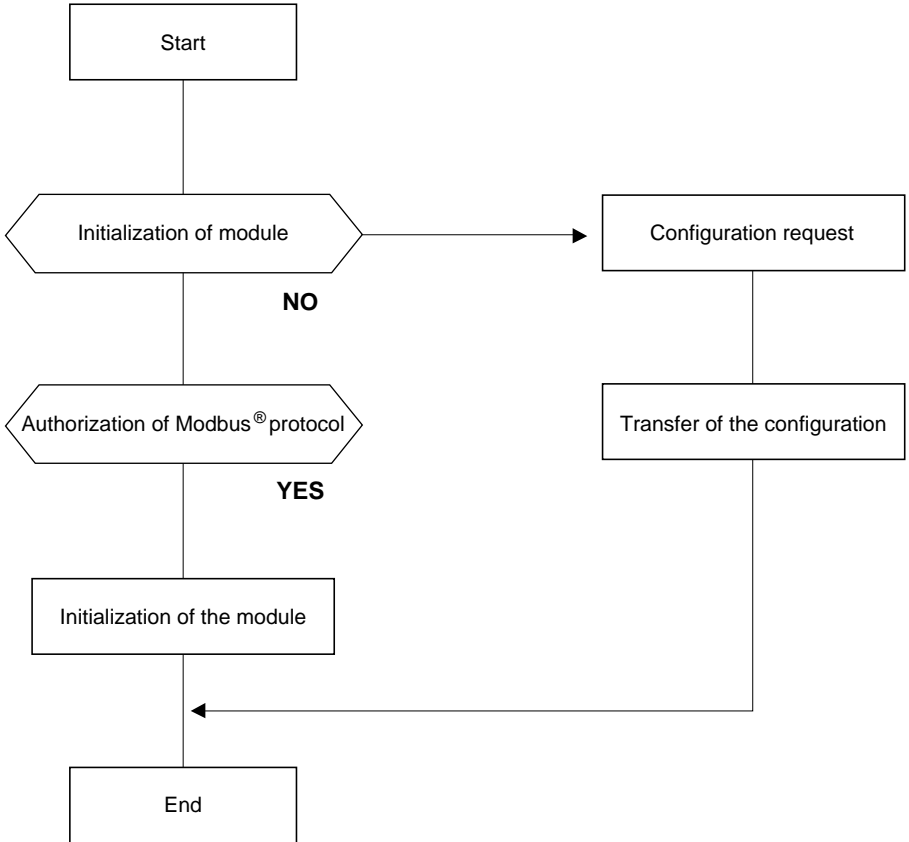 Start
Initialization of module
Configuration request
NO
Authorization of Modbus® protocol
Transfer of the configuration
YES
Initialization of the module
End